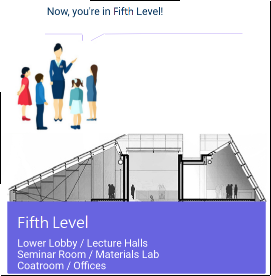 Now, you're in Fifth Level!
Fifth Level
Lower Lobby / Lecture Halls
Seminar Room / Materials Lab
Coatroom / Offices